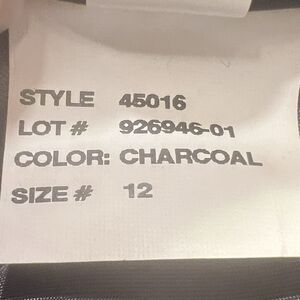 STYLE 45016
LOT # 926946-01
COLOR: CHARCOAL
SIZE # 12